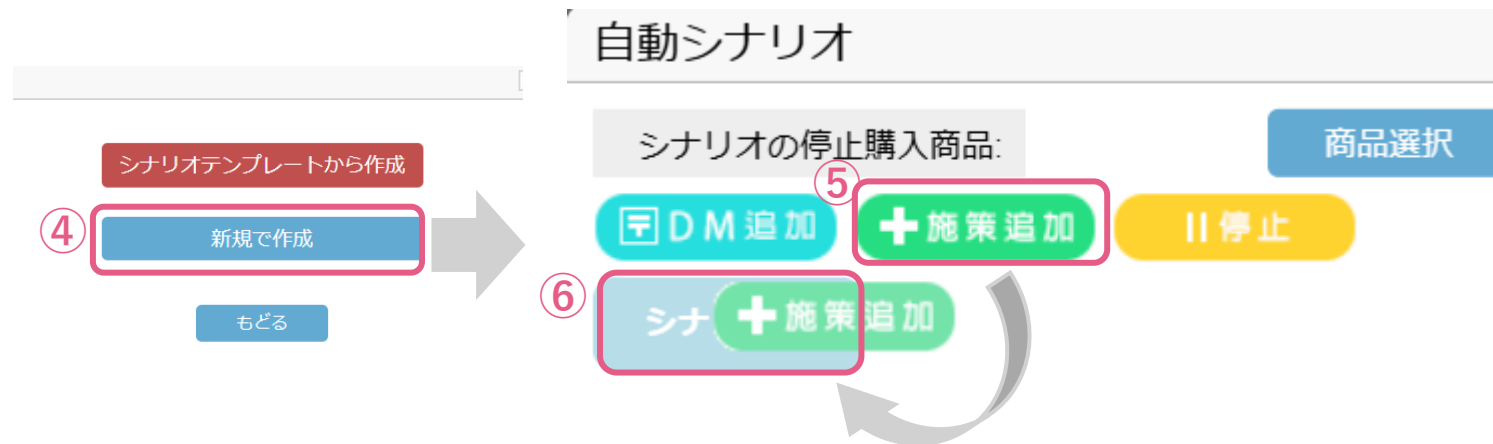 シナリオテンプレートから作成
④
新規で作成
もどる
自動シナリオ
シナリオの停止購入商品:
商品選択
⑤
〒DM追加
+施策追加
II停止
⑥
シナ
+施策追加